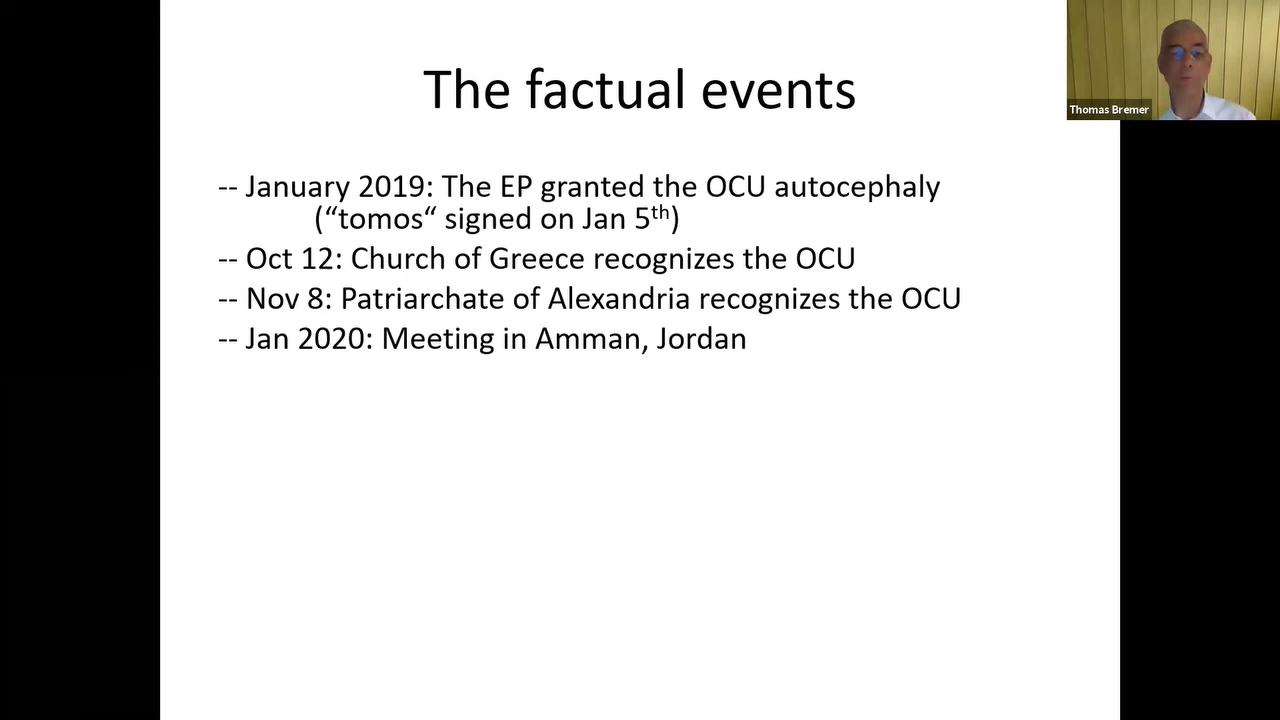 The factual events
Thomas Bremer
-- January 2019: The EP granted the OCU autocephaly
(“tomos“ signed on Jan 5th)
-- Oct 12: Church of Greece recognizes the OCU
-- Nov 8: Patriarchate of Alexandria recognizes the OCU
-- Jan 2020: Meeting in Amman, Jordan